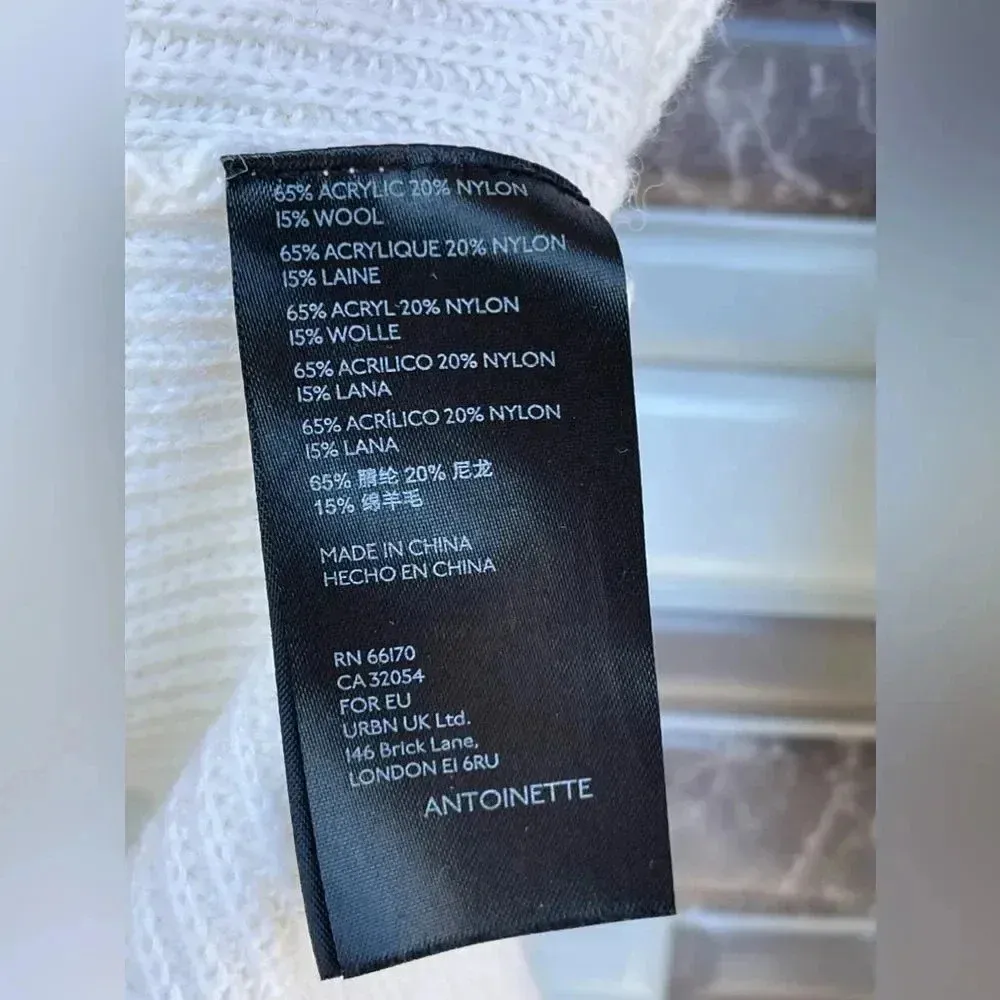 65% ACRYLIC 20% NYLON
15% WOOL
65% ACRYLIQUE 20% NYLON
15% LAINE
65% ACRYL 20% NYLON
15% WOLLE
65% ACRILICO 20% NYLON
15% LANA
65% ACRÍLICO 20% NYLON
15% LANA
65% 腈纶 20% 尼龙
15% 绵羊毛
MADE IN CHINA
HECHO EN CHINA
RN 66170
CA 32054
FOR EU
URBN UK Ltd.
146 Brick Lane,
LONDON E1 6RU
ANTOINETTE